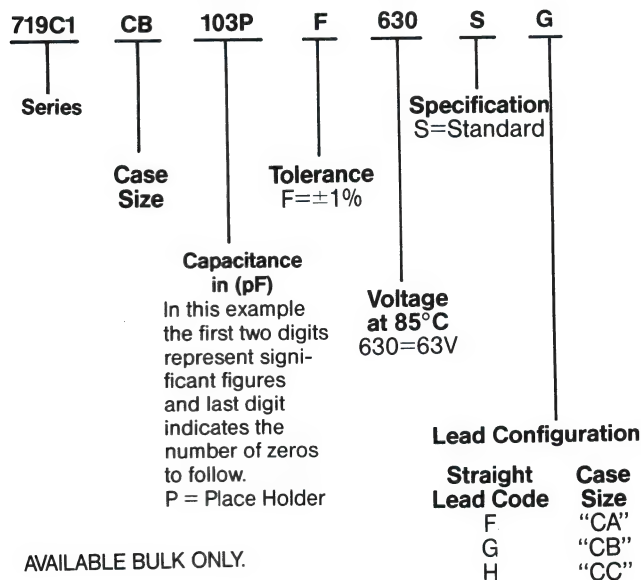 719C1 CB 103P F 630 S G
Series
Case
Size
Capacitance
in (pF)
In this example
the first two digits
represent signi-
ficant figures
and last digit
indicates the
number of zeros
to follow.
P = Place Holder
Tolerance
F=±1%
Voltage
at 85°C
630=63V
Specification
S=Standard
Lead Configuration
Straight Case
Lead Code Size
F "CA"
G "CB"
H "CC"
AVAILABLE BULK ONLY.